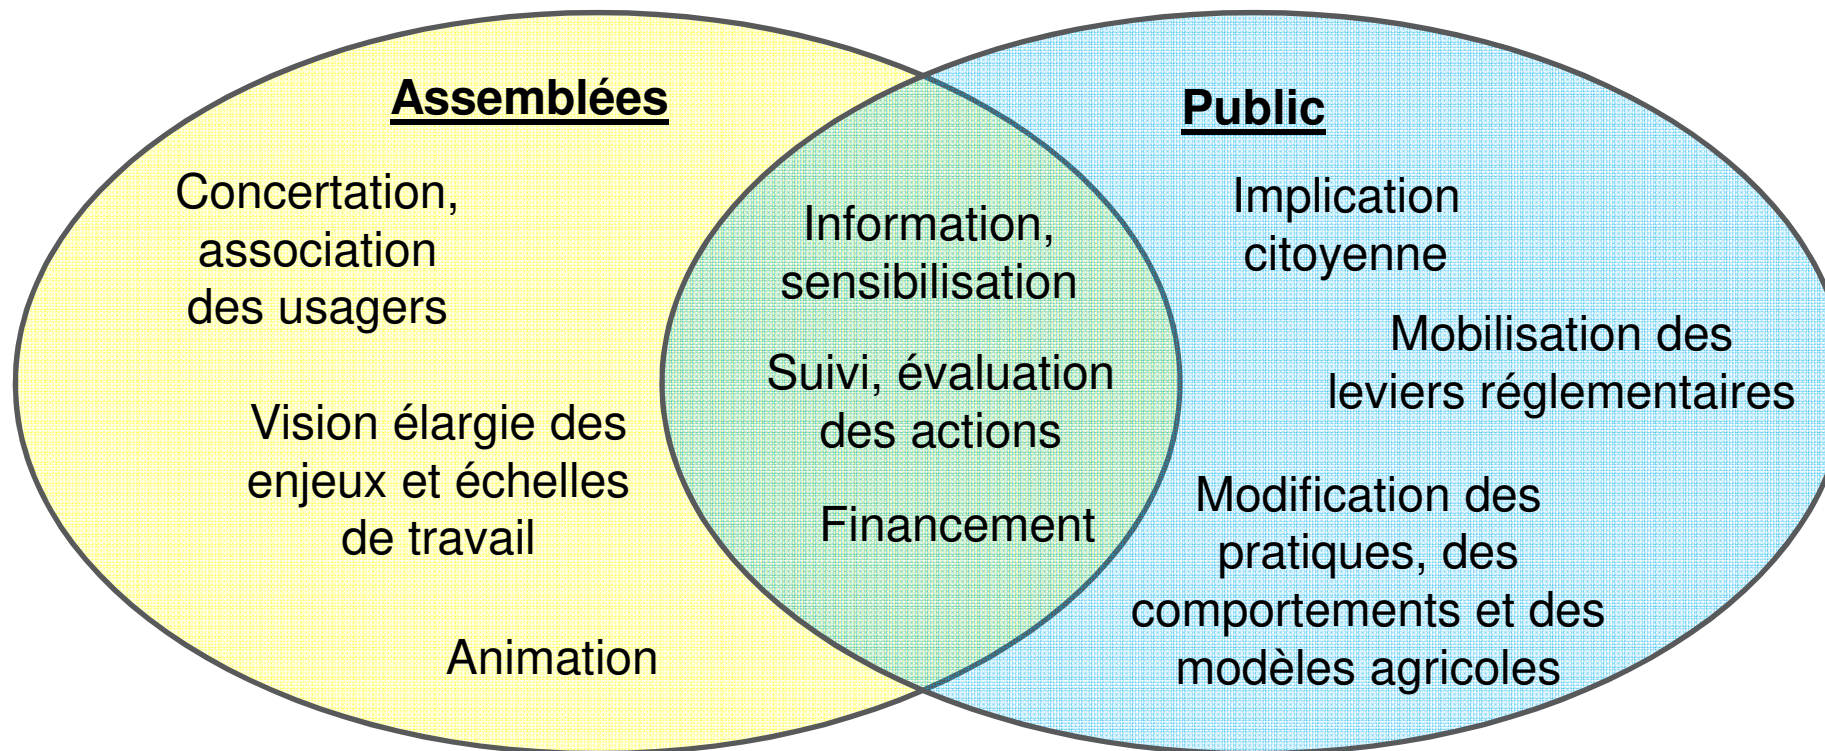 Assemblées
Concertation,
association
des usagers
Vision élargie des
enjeux et échelles
de travail
Animation
Information,
sensibilisation
Suivi, évaluation
des actions
Financement
Public
Implication
citoyenne
Mobilisation des
leviers réglementaires
Modification des
pratiques, des
comportements et des
modèles agricoles